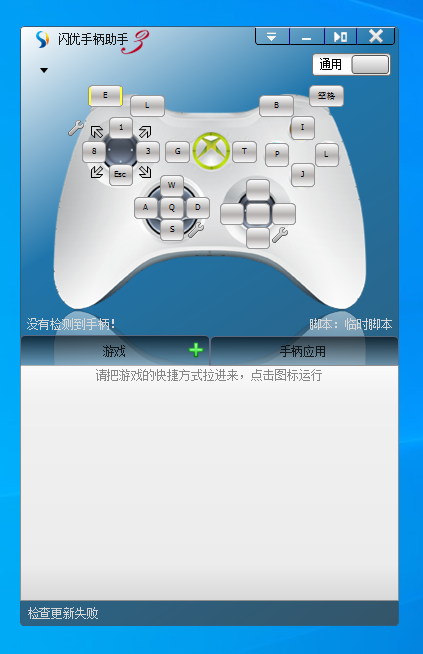 闪优手柄助手3
通用
E
空格
L
B
1
I
8
3
G
T
P
L
Esc
J
W
A
Q
D
S
没有检测到手柄!
脚本：临时脚本
游戏
手柄应用
请把游戏的快捷方式拉进来，点击图标运行
检查更新失败